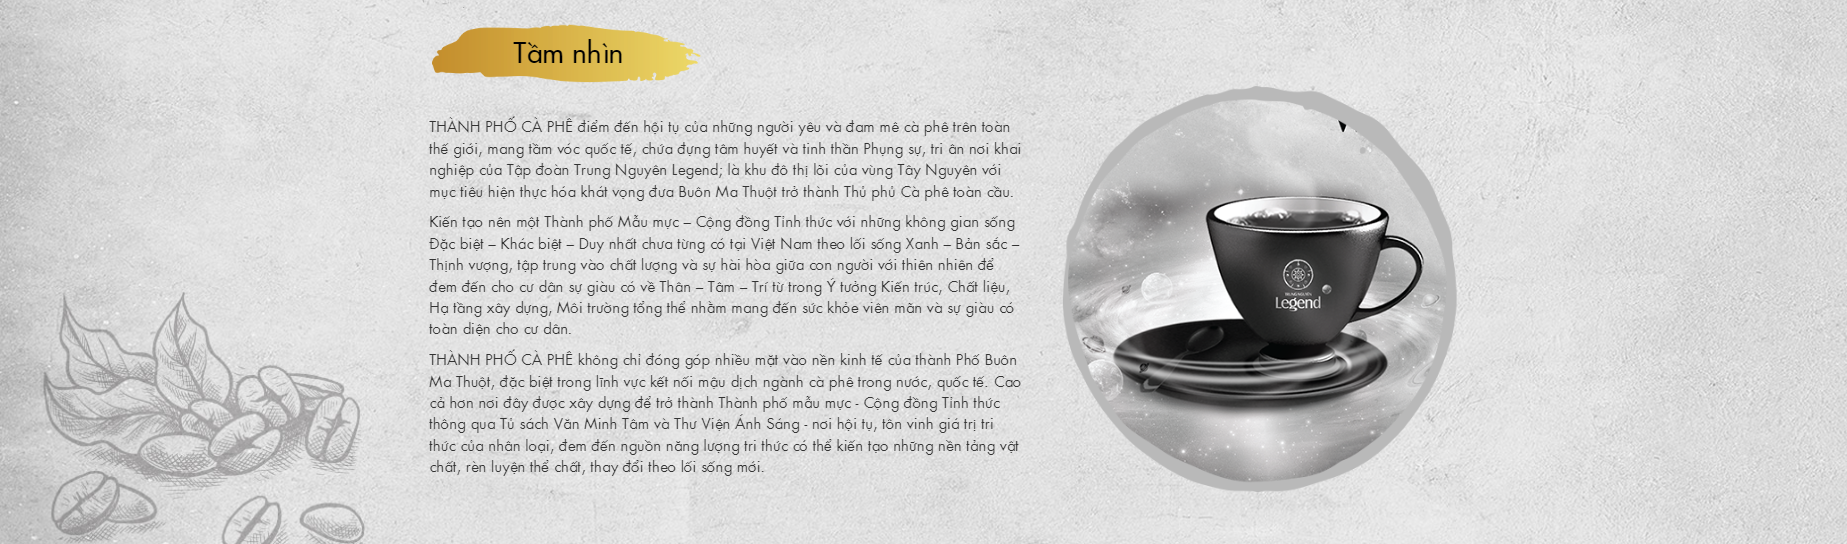 Tầm nhìn
THÀNH PHỐ CÀ PHÊ điểm đến hội tụ của những người yêu và đam mê cà phê trên toàn
thế giới, mang tầm vóc quốc tế, chứa đựng tâm huyết và tinh thần Phụng sự, tri ân nơi khai
nghiệp của Tập đoàn Trung Nguyên Legend; là khu đô thị lõi của vùng Tây Nguyên với
mục tiêu hiện thực hóa khát vọng đưa Buôn Ma Thuột trở thành Thủ phủ Cà phê toàn cầu.
Kiến tạo nên một Thành phố Mẫu mực – Cộng đồng Tỉnh thức với những không gian sống
Đặc biệt – Khác biệt – Duy nhất chưa từng có tại Việt Nam theo lối sống Xanh – Bản sắc –
Thịnh vượng, tập trung vào chất lượng và sự hài hòa giữa con người với thiên nhiên để
đem đến cho cư dân sự giàu có về Thân – Tâm – Trí từ trong Ý tưởng Kiến trúc, Chất liệu,
Hạ tầng xây dựng, Môi trường tổng thể nhằm mang đến sức khỏe viên mãn và sự giàu có
toàn diện cho cư dân.
THÀNH PHỐ CÀ PHÊ không chỉ đóng góp nhiều mặt vào nền kinh tế của thành Phố Buôn
Ma Thuột, đặc biệt trong lĩnh vực kết nối mậu dịch ngành cà phê trong nước, quốc tế. Cao
cả hơn nơi đây được xây dựng để trở thành Thành phố mẫu mực - Cộng đồng Tỉnh thức
thông qua Tủ sách Văn Minh Tâm và Thư Viện Ánh Sáng - nơi hội tụ, tôn vinh giá trị tri
thức của nhân loại, đem đến nguồn năng lượng tri thức có thể kiến tạo những nền tảng vật
chất, rèn luyện thể chất, thay đổi theo lối sống mới.
TRUNG NGUYÊN
Legend